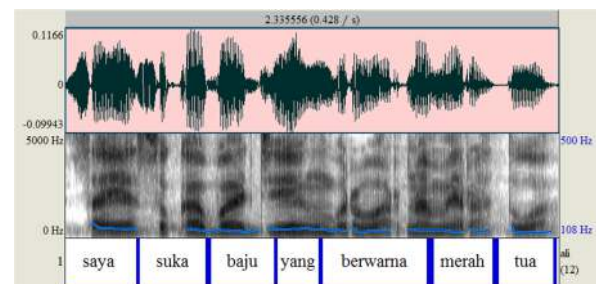 2.335556 (0.428 / s)
0.1166
0
-0.09943
5000 Hz
500 Hz
0 Hz
108 Hz
1 saya suka baju yang berwarna merah tua ali
(12)